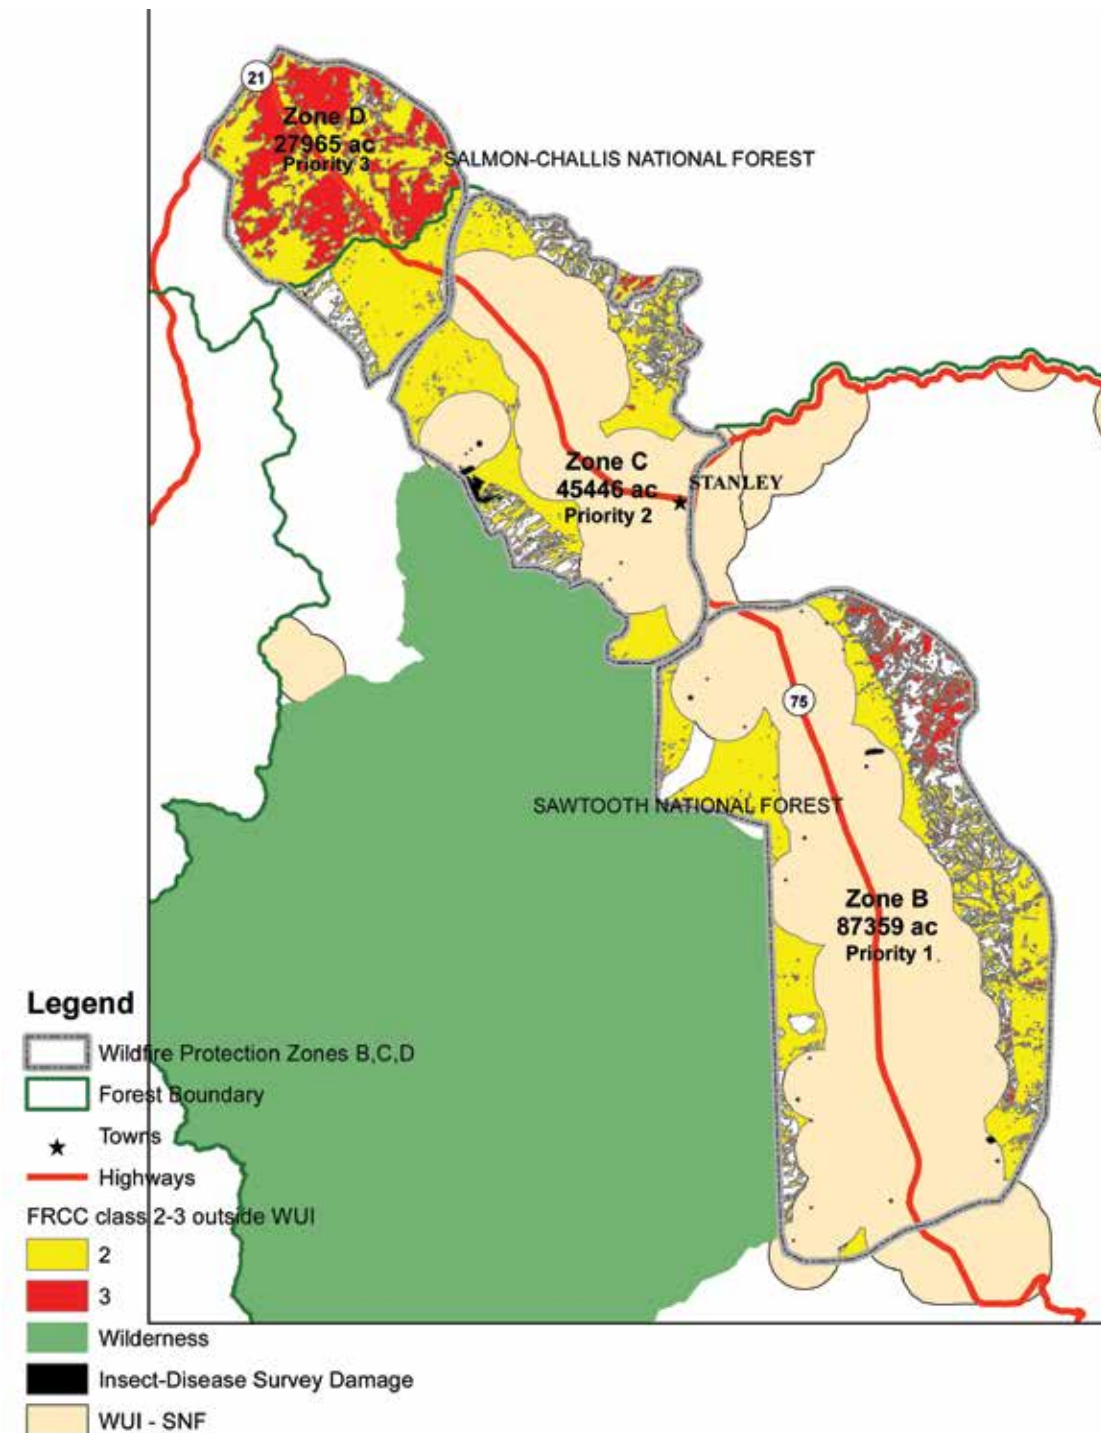 21
Zone D
27965 ac
Priority 3
SALMON-CHALLIS NATIONAL FOREST
Zone C
45446 ac
Priority 2
STANLEY
75
SAWTOOTH NATIONAL FOREST
Zone B
87359 ac
Priority 1
Legend
Wildfire Protection Zones B,C,D
Forest Boundary
Towns
Highways
FRCC class 2-3 outside WUI
2
3
Wilderness
Insect-Disease Survey Damage
WUI - SNF